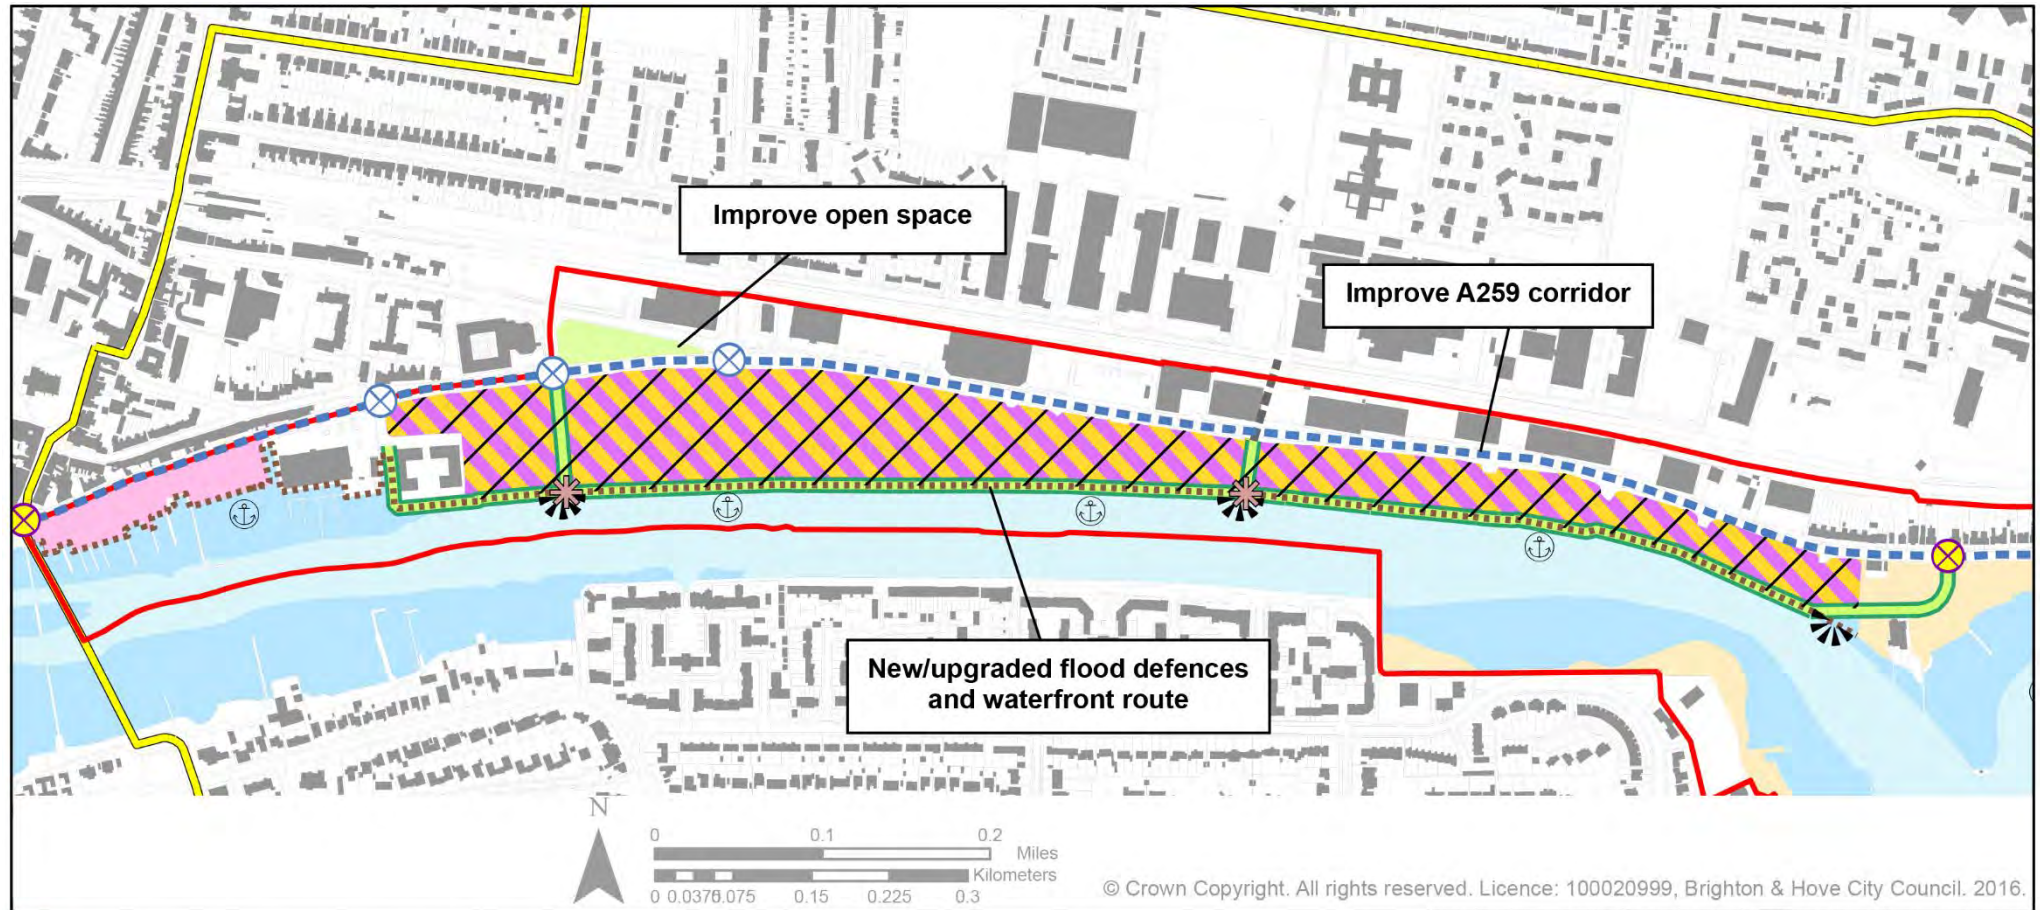 Improve open space
Improve A259 corridor
New/upgraded flood defences
and waterfront route
N
0 0.1 0.2
Miles
Kilometers
0 0.0375 0.075 0.15 0.225 0.3
© Crown Copyright. All rights reserved. Licence: 100020999, Brighton & Hove City Council. 2016.